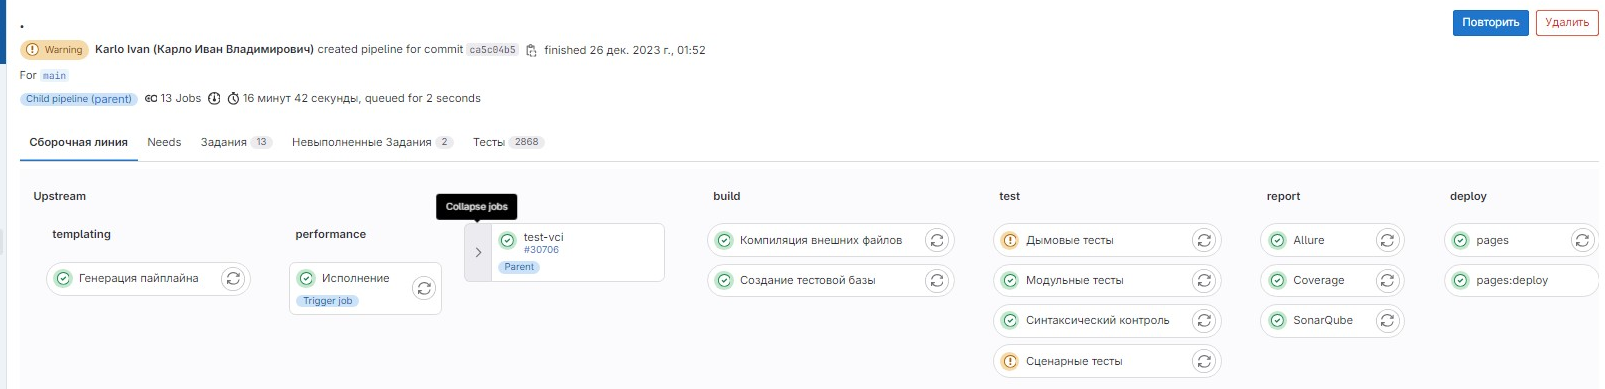 .
Повторить
Удалить
Warning Karlo Ivan (Карло Иван Владимирович) created pipeline for commit ca5c04b5 finished 26 дек. 2023 г., 01:52
For main
Child pipeline (parent) 13 Jobs 16 минут 42 секунды, queued for 2 seconds
Сборочная линия Needs Задания 13 Невыполненные Задания 2 Тесты 2868
Upstream
templating
Генерация пайплайна
performance
Исполнение
Trigger job
Collapse jobs
test-vci
#30706
Parent
build
Компиляция внешних файлов
Создание тестовой базы
test
Дымовые тесты
Модульные тесты
Синтаксический контроль
Сценарные тесты
report
Allure
Coverage
SonarQube
deploy
pages
pages:deploy